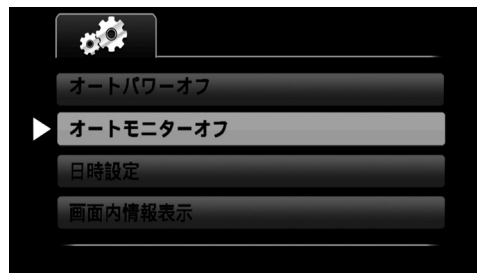 オートパワーオフ
オートモニターオフ
日時設定
画面内情報表示